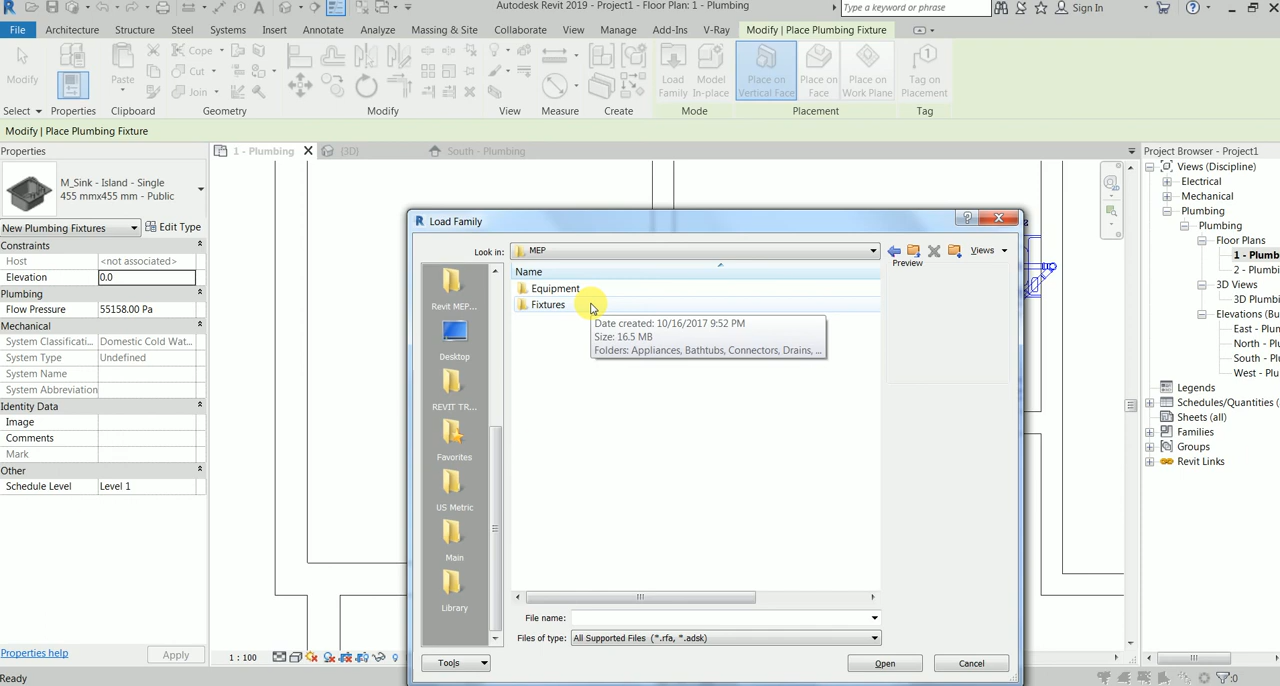 Autodesk Revit 2019 - Project1 - Floor Plan: 1 - Plumbing
Type a keyword or phrase
Sign In
File Architecture Structure Steel Systems Insert Annotate Analyze Massing & Site Collaborate View Manage Add-Ins V-Ray Modify | Place Plumbing Fixture
Modify
Paste
Cope
Cut
Join
Load Family
Model In-place
Place on Vertical Face
Place on Face
Place on Work Plane
Tag on Placement
Select Properties Clipboard Geometry Modify View Measure Create Mode Placement Tag
Modify | Place Plumbing Fixture
Properties
M_Sink - Island - Single
455 mmx455 mm - Public
New Plumbing Fixtures
Edit Type
Constraints
Host <not associated>
Elevation 0.0
Plumbing
Flow Pressure 55158.00 Pa
Mechanical
System Classificati... Domestic Cold Wat...
System Type Undefined
System Name
System Abbreviation
Identity Data
Image
Comments
Mark
Other
Schedule Level Level 1
Properties help
Apply
Ready
1 - Plumbing
{3D}
South - Plumbing
1 : 100
Load Family
Look in: MEP
Views
Preview
Name
Equipment
Fixtures
Date created: 10/16/2017 9:52 PM
Size: 16.5 MB
Folders: Appliances, Bathtubs, Connectors, Drains, ...
Revit MEP...
Desktop
REVIT TR...
Favorites
US Metric
Main
Library
File name:
Files of type: All Supported Files (*.rfa, *.adsk)
Tools
Open
Cancel
Project Browser - Project1
Views (Discipline)
Electrical
Mechanical
Plumbing
Plumbing
Floor Plans
1 - Plumb
2 - Plumbi
3D Views
3D Plumbi
Elevations (Bu
East - Plu
North - Pl
South - Pl
West - Plu
Legends
Schedules/Quantities (
Sheets (all)
Families
Groups
Revit Links
:0